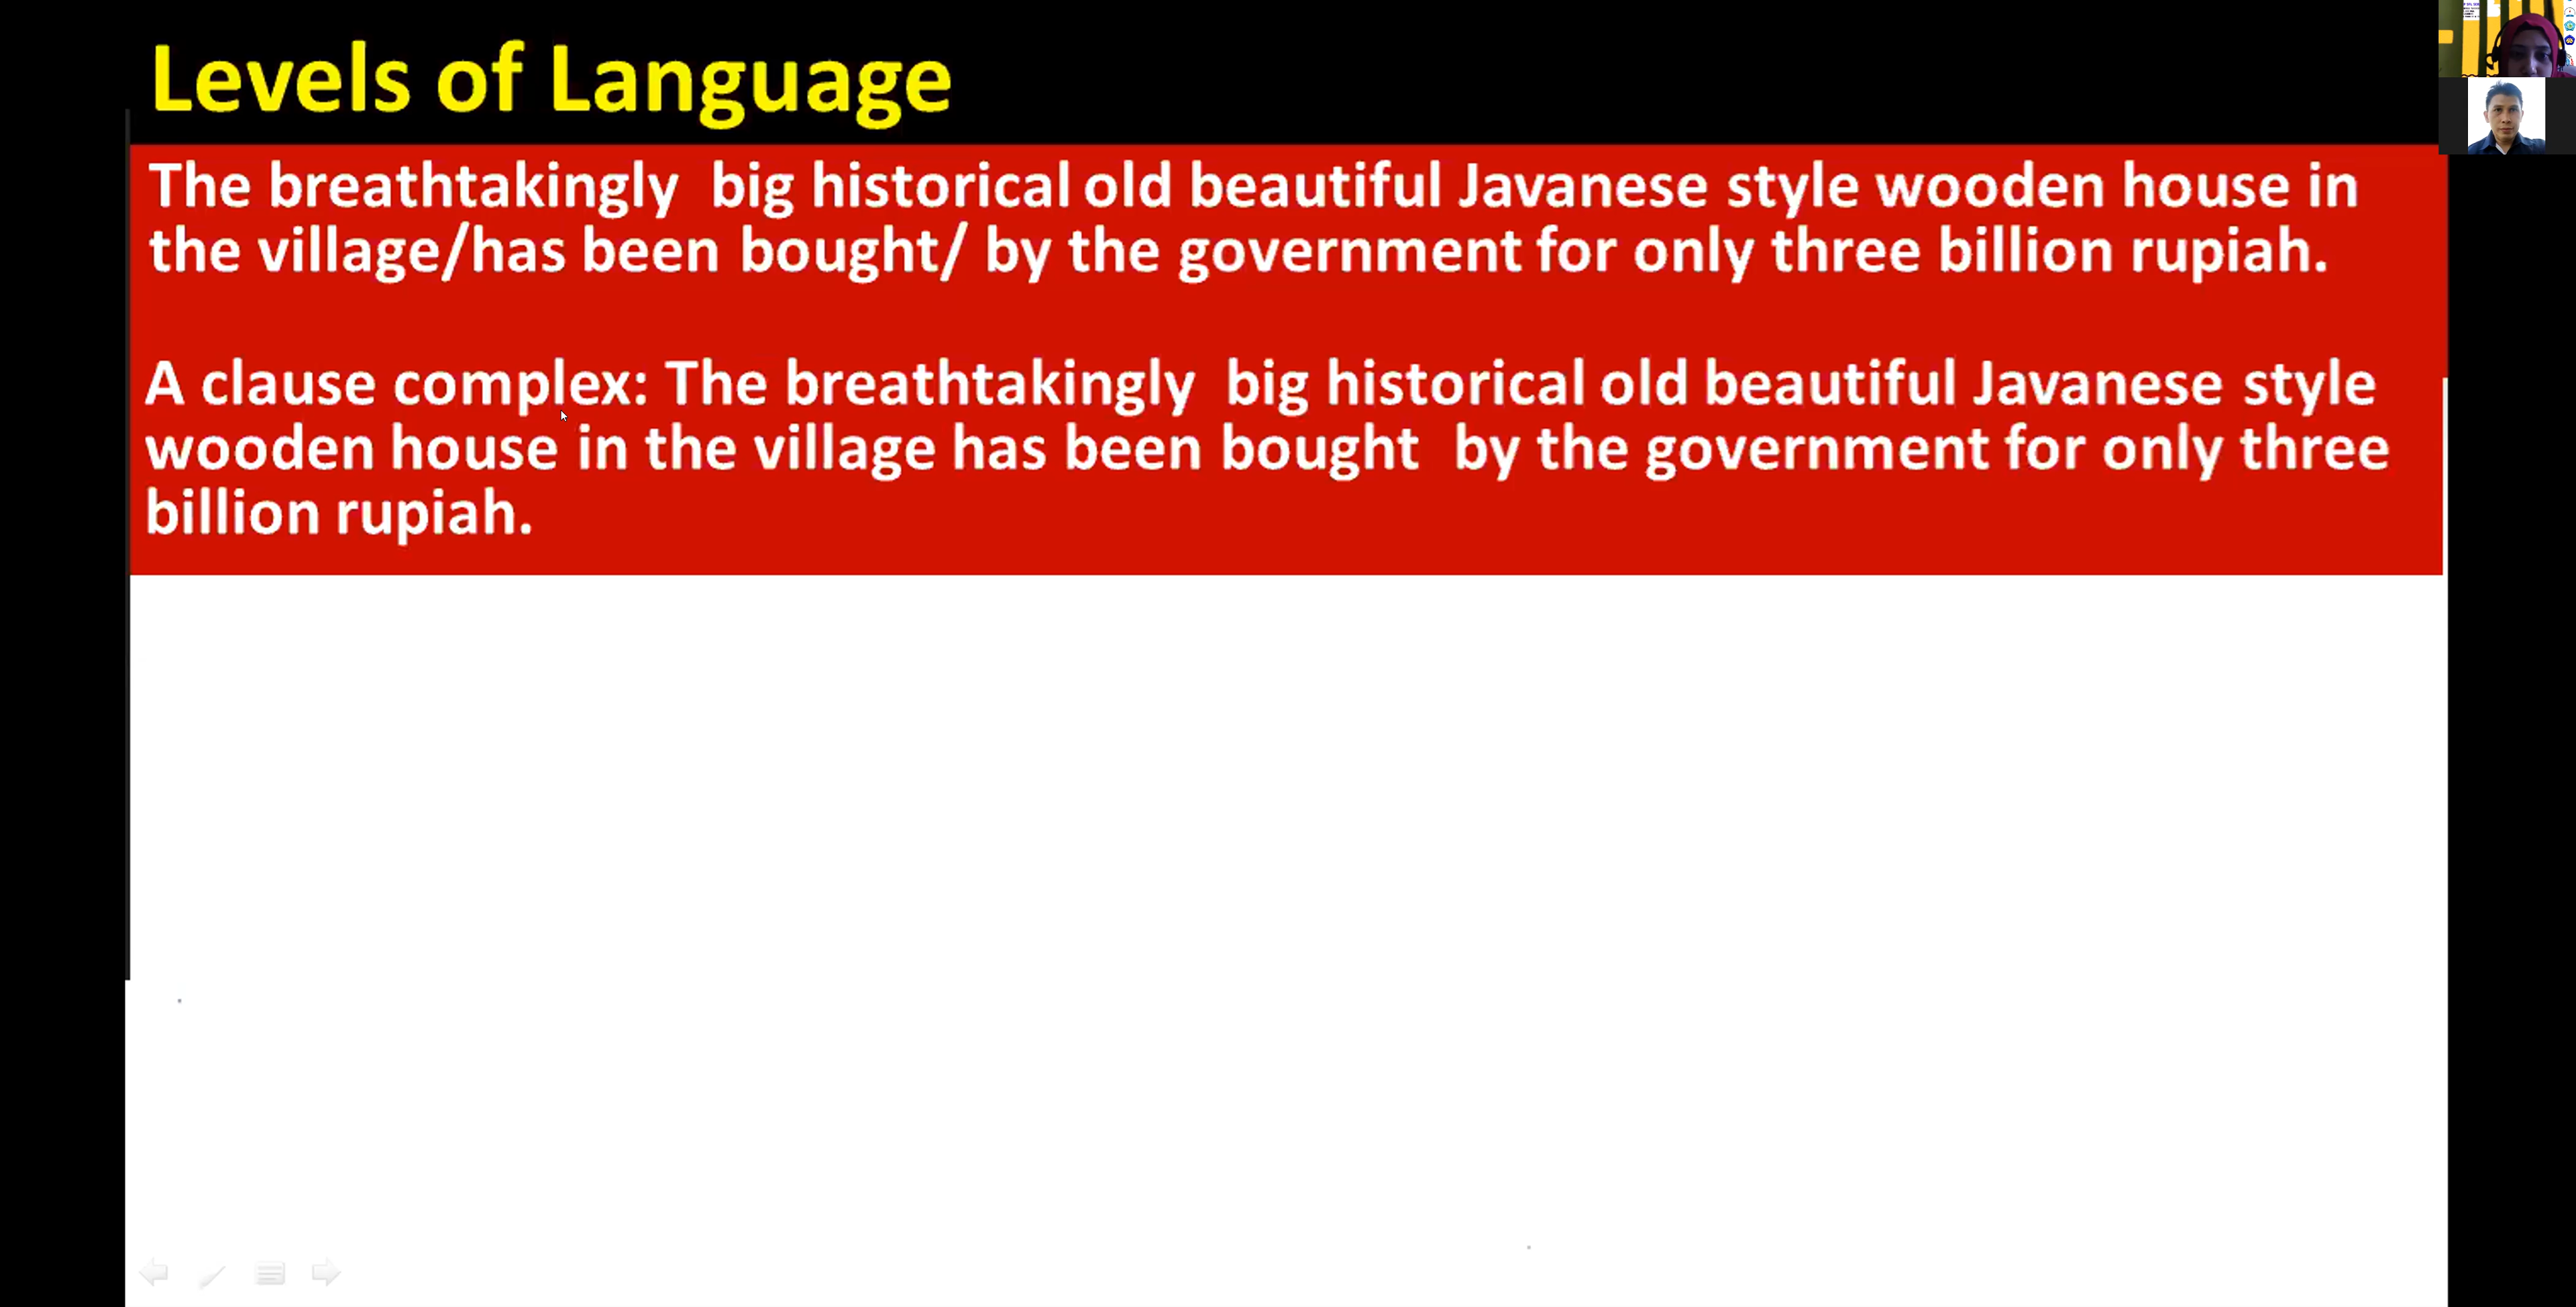 Levels of Language
The breathtakingly  big historical old beautiful Javanese style wooden house in
the village/has been bought/ by the government for only three billion rupiah.
A clause complex: The breathtakingly  big historical old beautiful Javanese style
wooden house in the village has been bought  by the government for only three
billion rupiah.